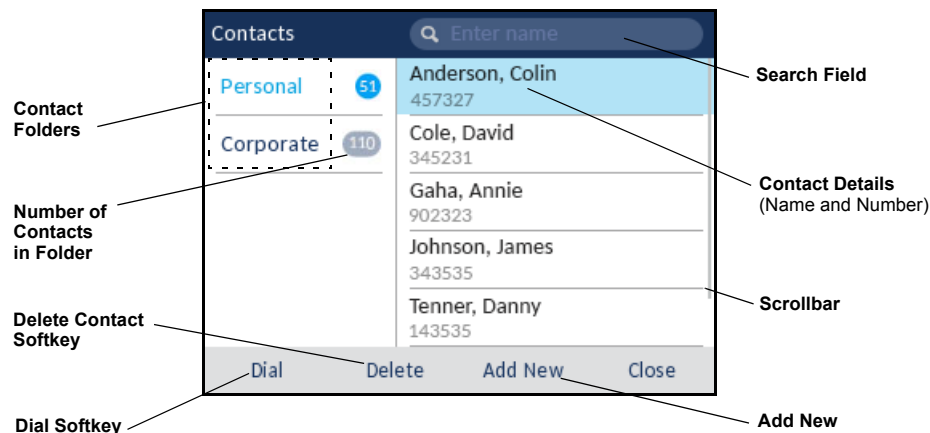 Contacts
Enter name
Personal 51
Corporate 110
Anderson, Colin
457327
Cole, David
345231
Gaha, Annie
902323
Johnson, James
343535
Tenner, Danny
143535
Dial Delete Add New Close
Contact
Folders
Number of
Contacts
in Folder
Delete Contact
Softkey
Dial Softkey
Search Field
Contact Details
(Name and Number)
Scrollbar
Add New